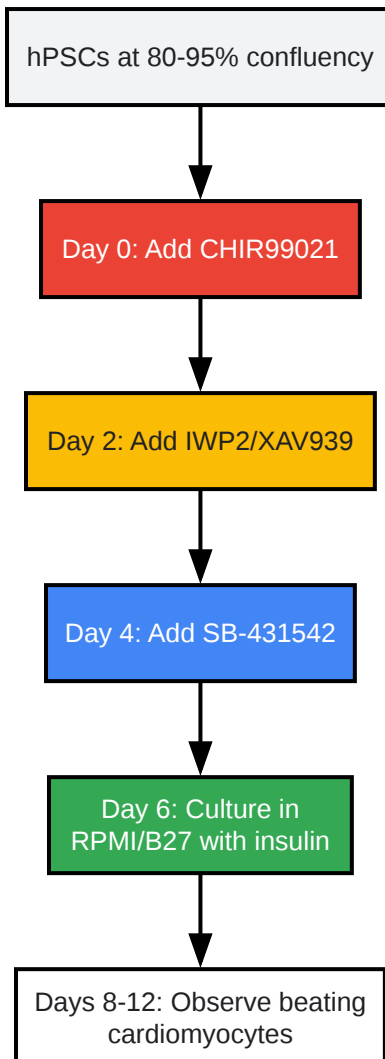 hPSCs at 80-95% confluency
Day 0: Add CHIR99021
Day 2: Add IWP2/XAV939
Day 4: Add SB-431542
Day 6: Culture in
RPMI/B27 with insulin
Days 8-12: Observe beating
cardiomyocytes